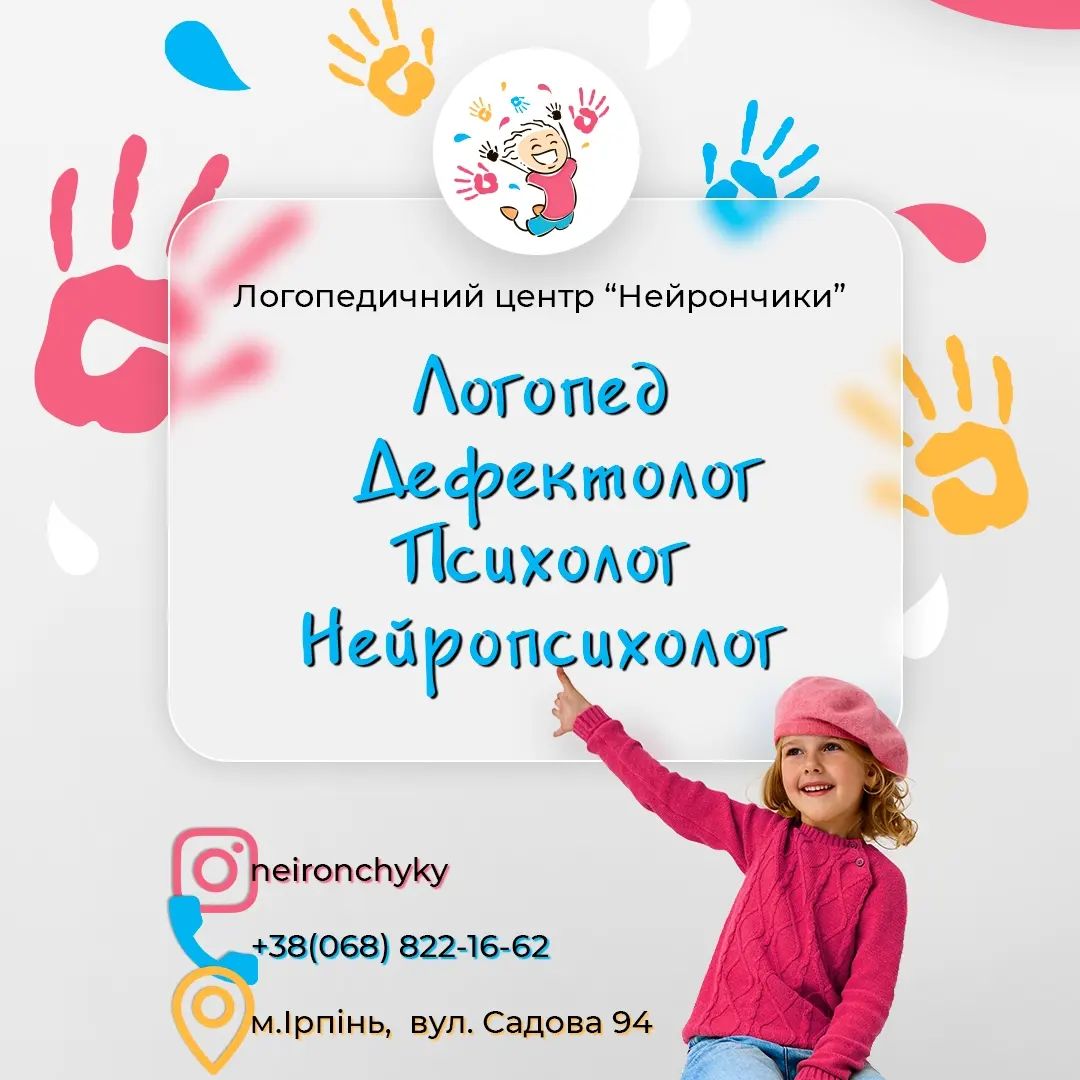 Логопедичний центр “Нейрончики”
Логопед
Дефектолог
Психолог
Нейропсихолог
neironchyky
+38(068) 822-16-62
м.Ірпінь, вул. Садова 94